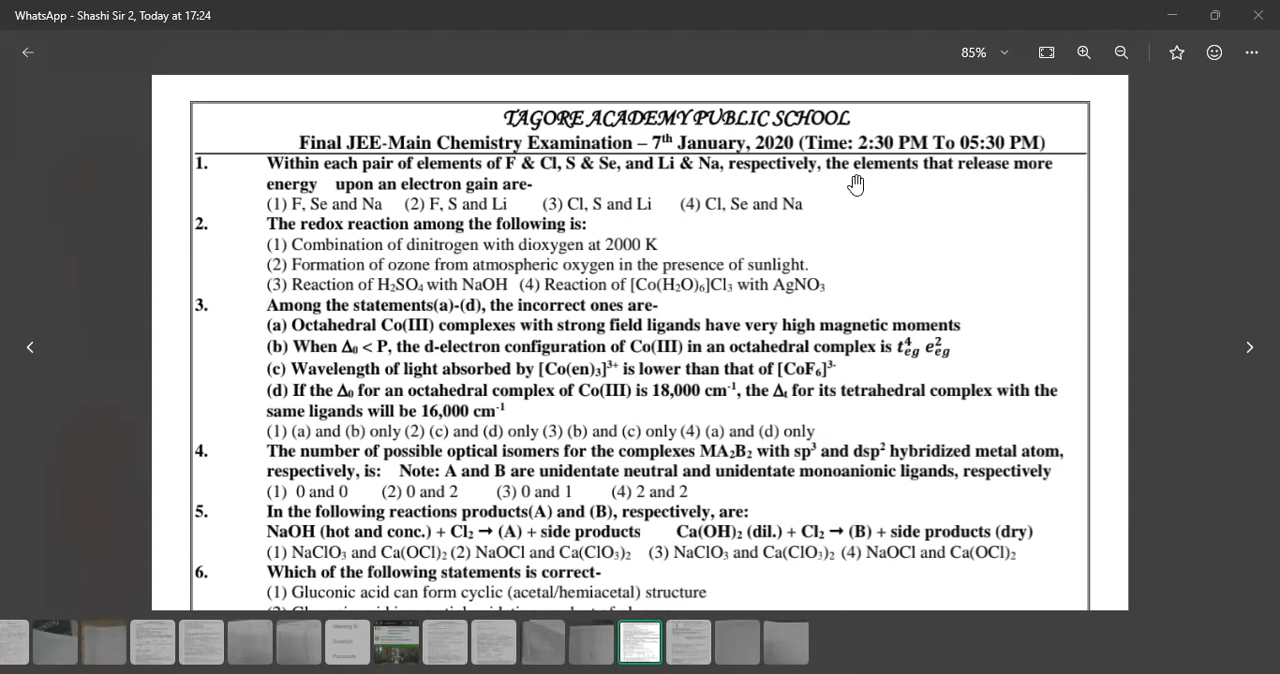 WhatsApp - Shashi Sir 2, Today at 17:24
85%
TAGORE ACADEMY PUBLIC SCHOOL
Final JEE-Main Chemistry Examination – 7th January, 2020 (Time: 2:30 PM To 05:30 PM)
1. Within each pair of elements of F & Cl, S & Se, and Li & Na, respectively, the elements that release more
energy upon an electron gain are-
(1) F, Se and Na (2) F, S and Li (3) Cl, S and Li (4) Cl, Se and Na
2. The redox reaction among the following is:
(1) Combination of dinitrogen with dioxygen at 2000 K
(2) Formation of ozone from atmospheric oxygen in the presence of sunlight.
(3) Reaction of H₂SO₄ with NaOH (4) Reaction of [Co(H₂O)₆]Cl₃ with AgNO₃
3. Among the statements(a)-(d), the incorrect ones are-
(a) Octahedral Co(III) complexes with strong field ligands have very high magnetic moments
(b) When Δ₀ < P, the d-electron configuration of Co(III) in an octahedral complex is t⁴eg e²eg
(c) Wavelength of light absorbed by [Co(en)₃]³⁺ is lower than that of [CoF₆]³⁻
(d) If the Δ₀ for an octahedral complex of Co(III) is 18,000 cm⁻¹, the Δₜ for its tetrahedral complex with the
same ligands will be 16,000 cm⁻¹
(1) (a) and (b) only (2) (c) and (d) only (3) (b) and (c) only (4) (a) and (d) only
4. The number of possible optical isomers for the complexes MA₂B₂ with sp³ and dsp² hybridized metal atom,
respectively, is: Note: A and B are unidentate neutral and unidentate monoanionic ligands, respectively
(1) 0 and 0 (2) 0 and 2 (3) 0 and 1 (4) 2 and 2
5. In the following reactions products(A) and (B), respectively, are:
NaOH (hot and conc.) + Cl₂ → (A) + side products Ca(OH)₂ (dil.) + Cl₂ → (B) + side products (dry)
(1) NaClO₃ and Ca(OCl)₂ (2) NaOCl and Ca(ClO₃)₂ (3) NaClO₃ and Ca(ClO₃)₂ (4) NaOCl and Ca(OCl)₂
6. Which of the following statements is correct-
(1) Gluconic acid can form cyclic (acetal/hemiacetal) structure